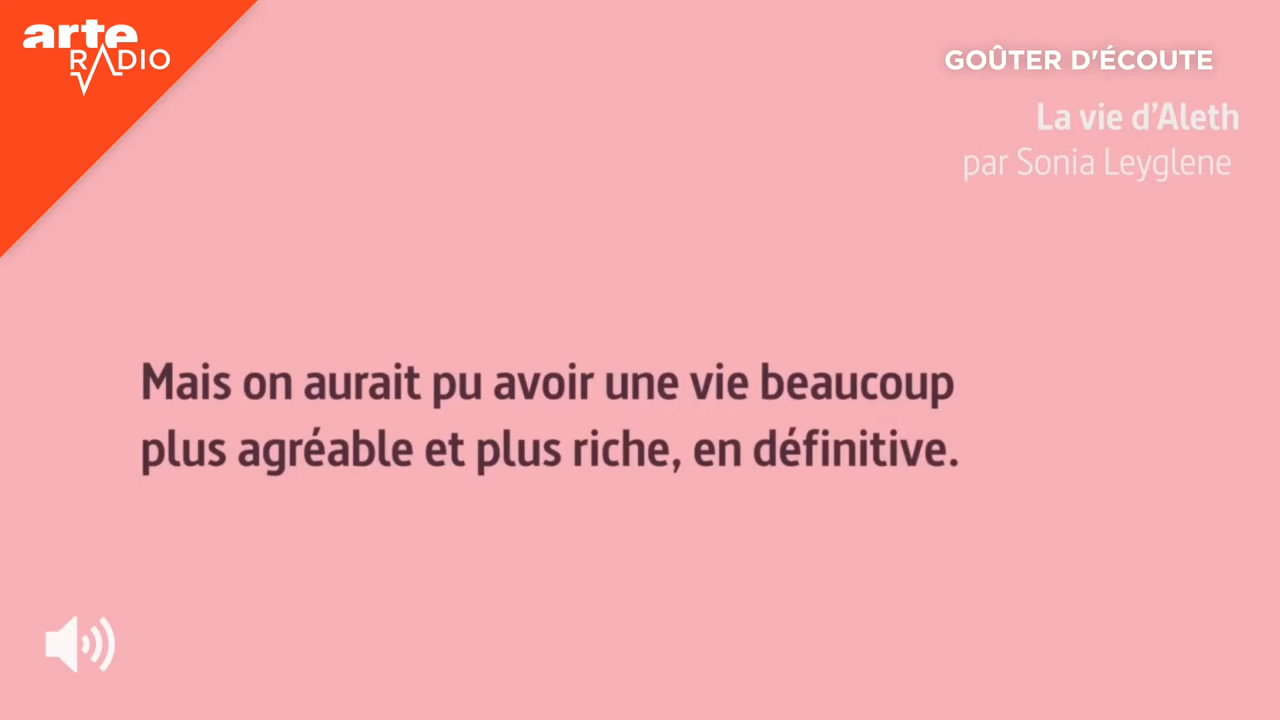 arte
RADIO
GOÛTER D'ÉCOUTE
La vie d’Aleth
par Sonia Leyglene
Mais on aurait pu avoir une vie beaucoup
plus agréable et plus riche, en définitive.